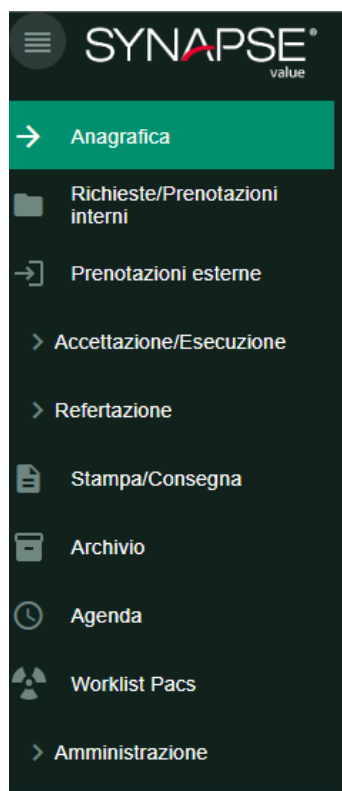 SYNAPSE®
value
Anagrafica
Richieste/Prenotazioni
interni
Prenotazioni esterne
Accettazione/Esecuzione
Refertazione
Stampa/Consegna
Archivio
Agenda
Worklist Pacs
Amministrazione